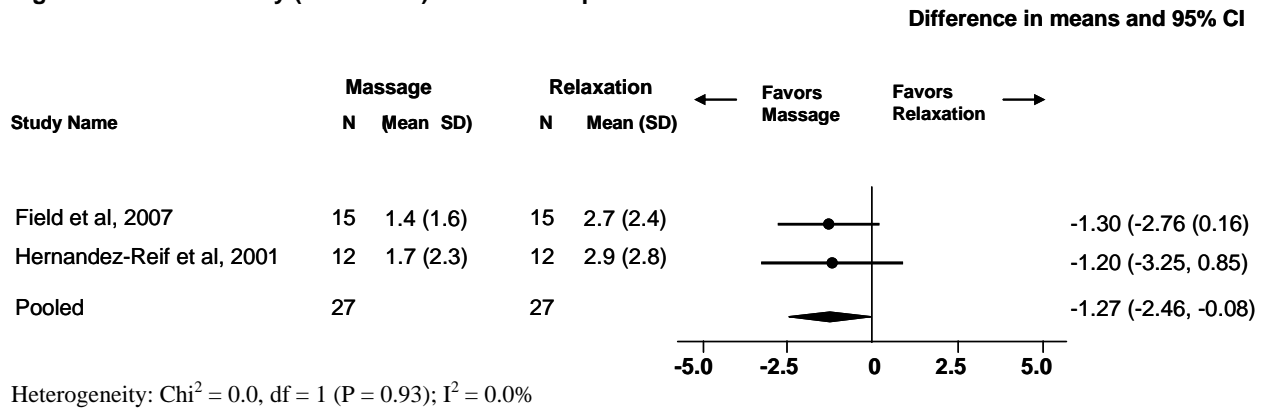 Difference in means and 95% CI
Massage Relaxation Favors Massage Favors Relaxation
Study Name N (Mean SD) N Mean (SD)
Field et al, 2007 15 1.4 (1.6) 15 2.7 (2.4) -1.30 (-2.76 (0.16)
Hernandez-Reif et al, 2001 12 1.7 (2.3) 12 2.9 (2.8) -1.20 (-3.25, 0.85)
Pooled 27 27 -1.27 (-2.46, -0.08)
-5.0 -2.5 0 2.5 5.0
Heterogeneity: Chi² = 0.0, df = 1 (P = 0.93); I² = 0.0%